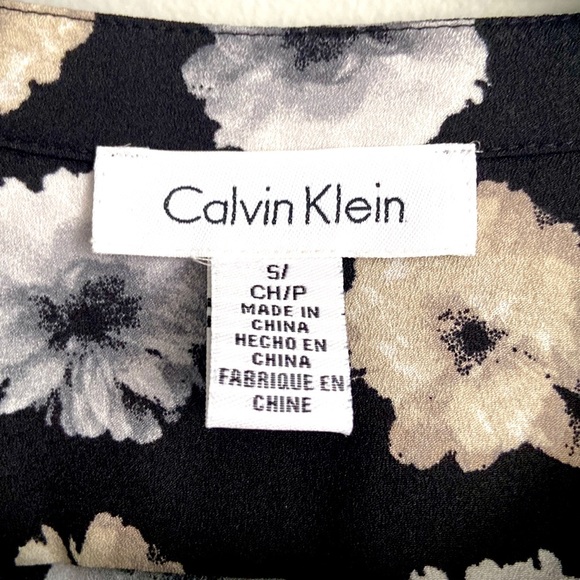 Calvin Klein
S/
CH/P
MADE IN
CHINA
HECHO EN
CHINA
FABRIQUE EN
CHINE